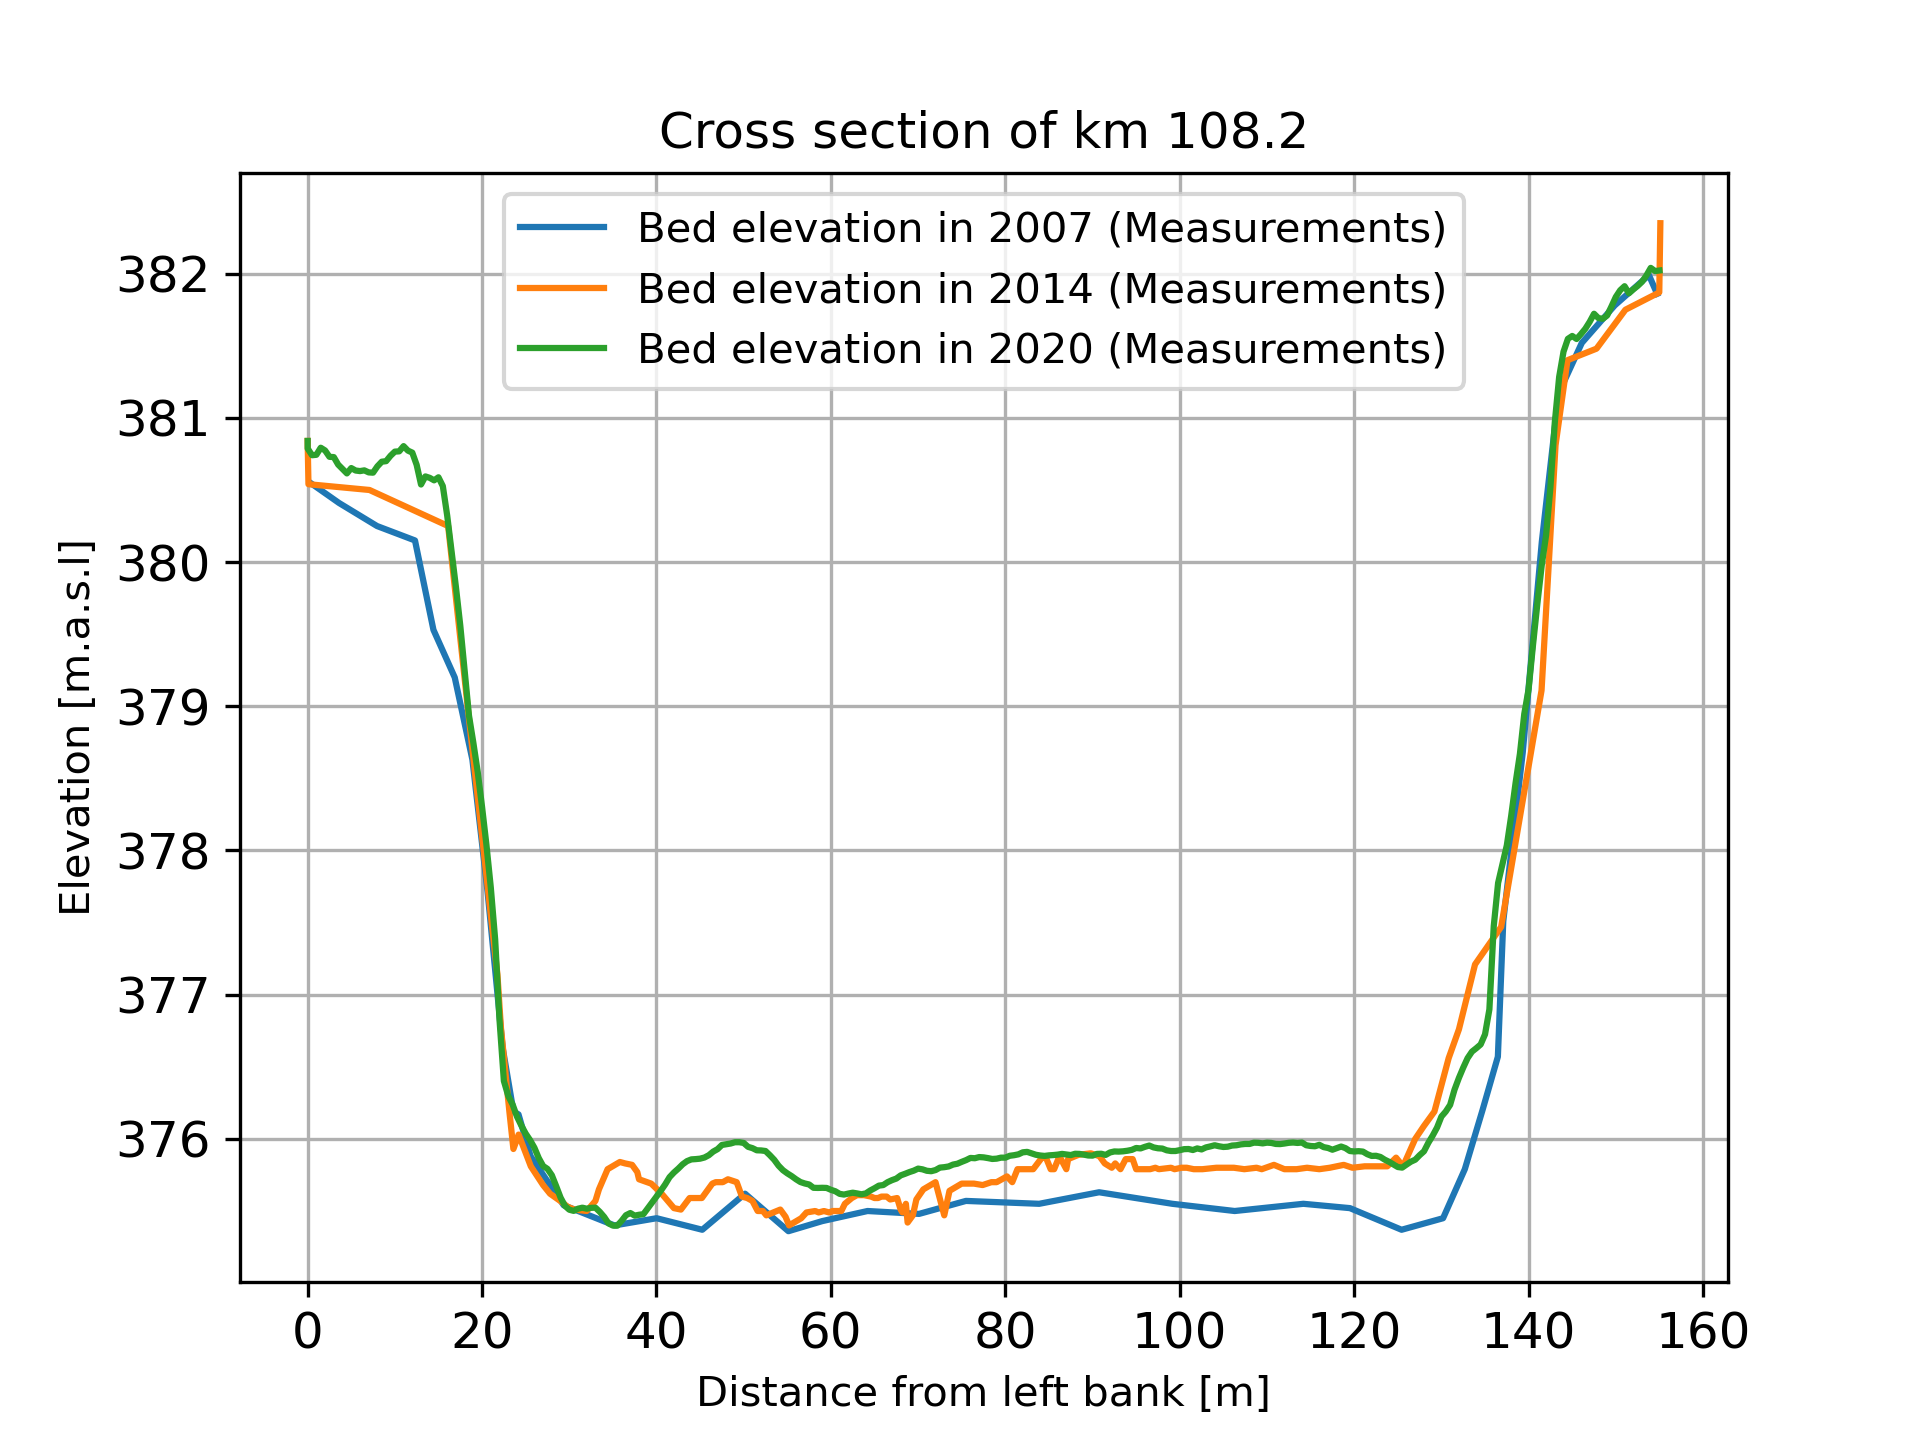 Cross section of km 108.2
Bed elevation in 2007 (Measurements)
Bed elevation in 2014 (Measurements)
Bed elevation in 2020 (Measurements)
Elevation [m.a.s.l]
382
381
380
379
378
377
376
0 20 40 60 80 100 120 140 160
Distance from left bank [m]